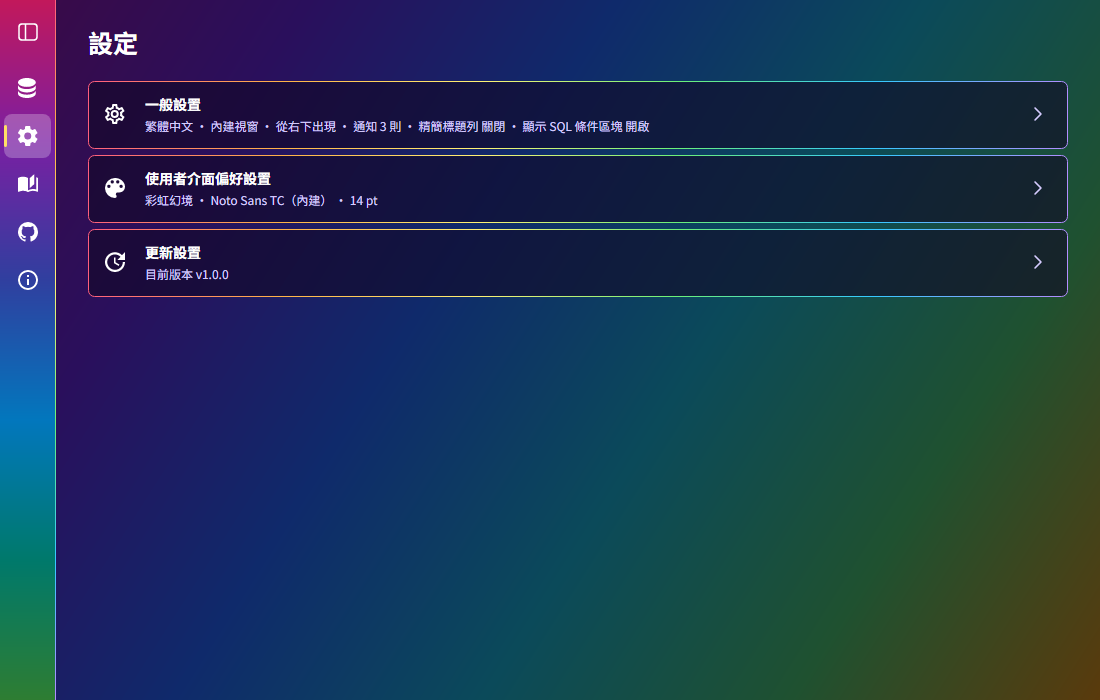 設定
一般設置
繁體中文 • 內建視窗 • 從右下出現 • 通知 3 則 • 精簡標題列 關閉 • 顯示 SQL 條件區塊 開啟
使用者介面偏好設置
彩虹幻境 • Noto Sans TC（內建） • 14 pt
更新設置
目前版本 v1.0.0